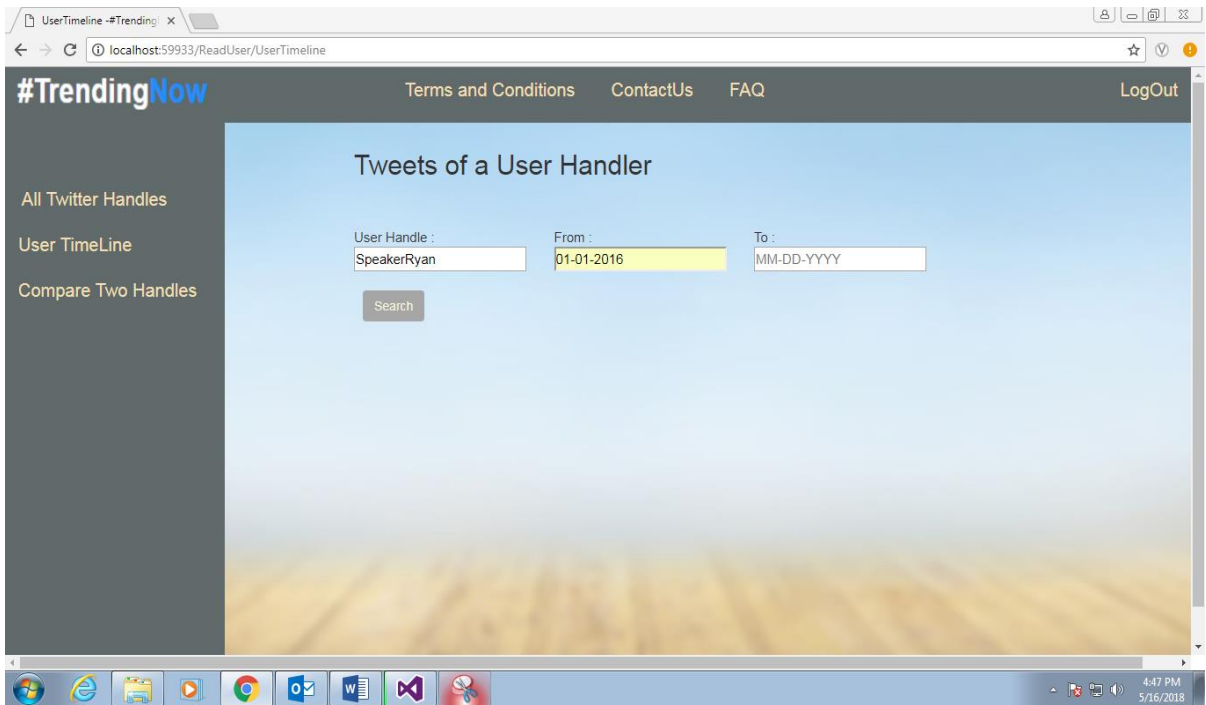 UserTimeline -#Trending
localhost:59933/ReadUser/UserTimeline
#TrendingNow
Terms and Conditions ContactUs FAQ
LogOut
All Twitter Handles
User TimeLine
Compare Two Handles
Tweets of a User Handler
User Handle : From : To :
SpeakerRyan 01-01-2016 MM-DD-YYYY
Search
4:47 PM
5/16/2018